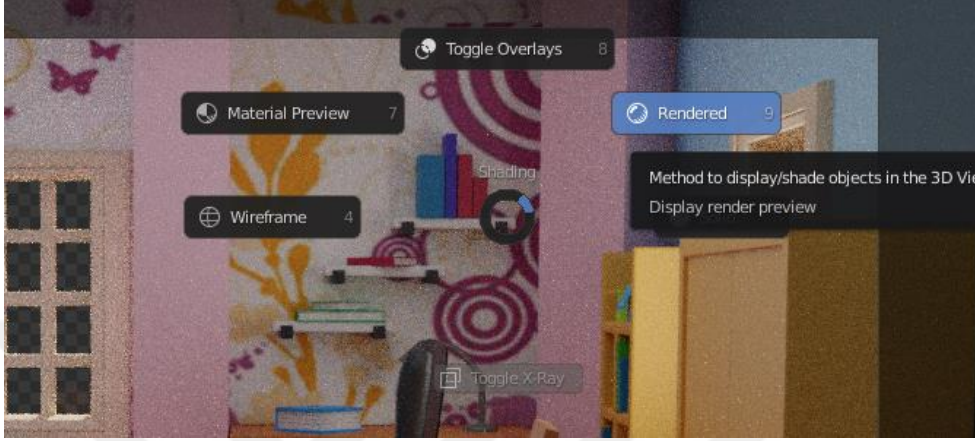 Toggle Overlays 8
Material Preview 7
Rendered 9
Shading
Method to display/shade objects in the 3D Vie
Display render preview
Wireframe 4
Toggle X-Ray